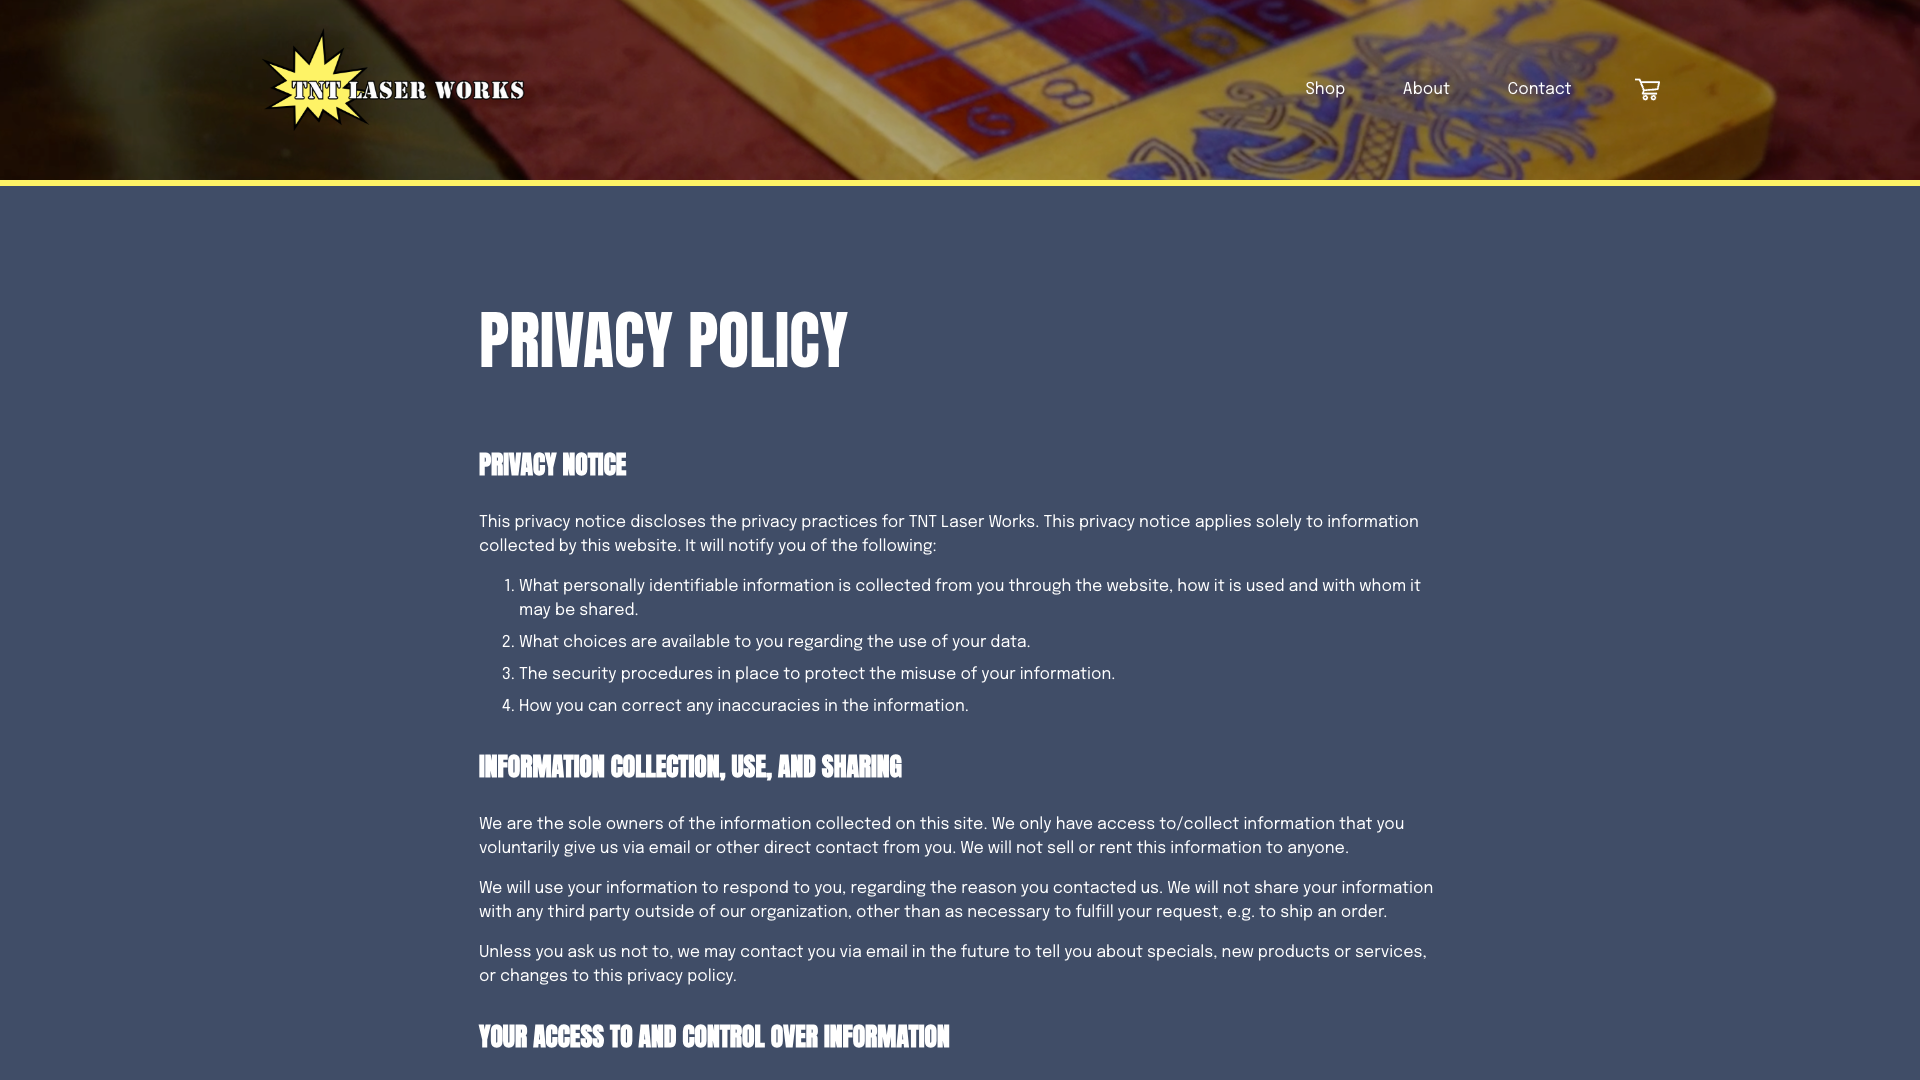 TNT LASER WORKS
Shop
About
Contact
PRIVACY POLICY
PRIVACY NOTICE
This privacy notice discloses the privacy practices for TNT Laser Works. This privacy notice applies solely to information
collected by this website. It will notify you of the following:
1. What personally identifiable information is collected from you through the website, how it is used and with whom it
may be shared.
2. What choices are available to you regarding the use of your data.
3. The security procedures in place to protect the misuse of your information.
4. How you can correct any inaccuracies in the information.
INFORMATION COLLECTION, USE, AND SHARING
We are the sole owners of the information collected on this site. We only have access to/collect information that you
voluntarily give us via email or other direct contact from you. We will not sell or rent this information to anyone.
We will use your information to respond to you, regarding the reason you contacted us. We will not share your information
with any third party outside of our organization, other than as necessary to fulfill your request, e.g. to ship an order.
Unless you ask us not to, we may contact you via email in the future to tell you about specials, new products or services,
or changes to this privacy policy.
YOUR ACCESS TO AND CONTROL OVER INFORMATION